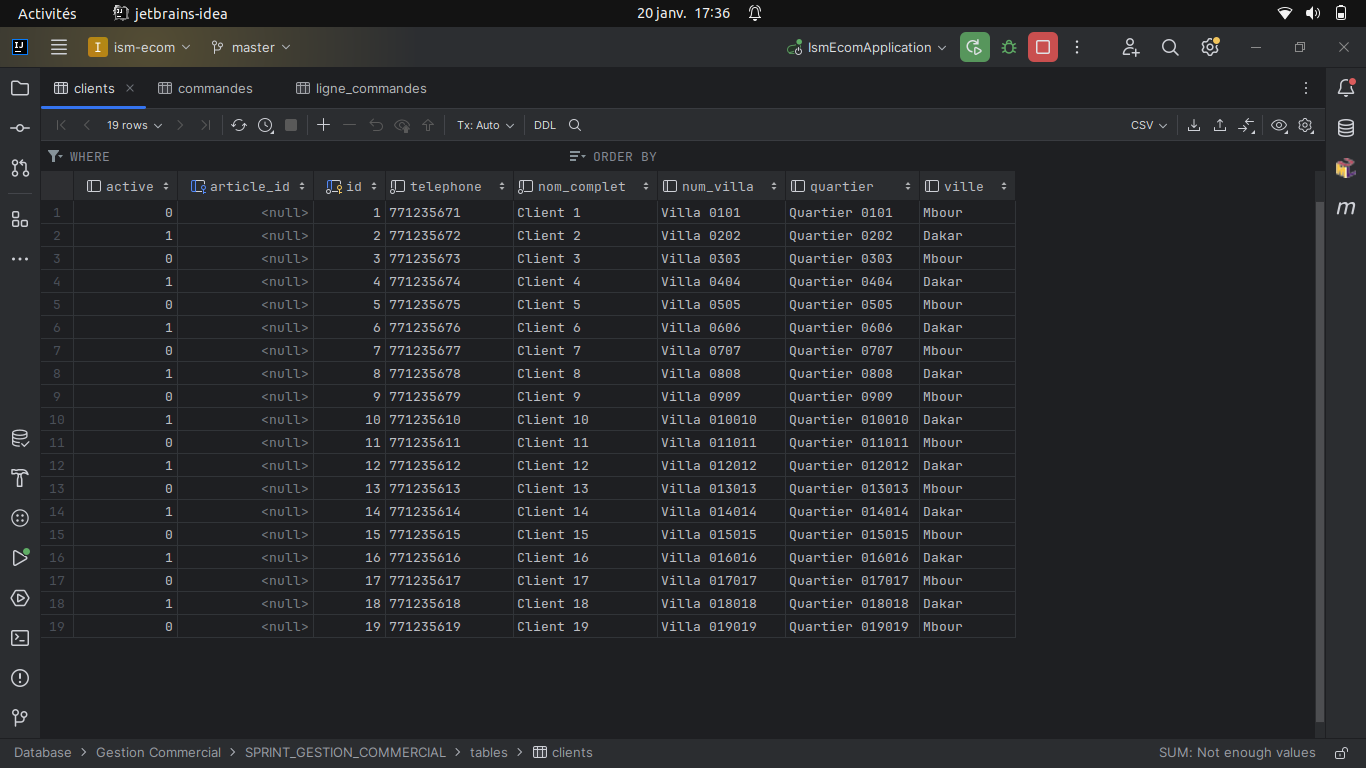 Activités jetbrains-idea 20 janv. 17:36
ism-ecom master IsmEcomApplication
clients commandes ligne_commandes
19 rows Tx: Auto DDL CSV
WHERE ORDER BY
active article_id id telephone nom_complet num_villa quartier ville
1 0 <null> 1 771235671 Client 1 Villa 0101 Quartier 0101 Mbour
2 1 <null> 2 771235672 Client 2 Villa 0202 Quartier 0202 Dakar
3 0 <null> 3 771235673 Client 3 Villa 0303 Quartier 0303 Mbour
4 1 <null> 4 771235674 Client 4 Villa 0404 Quartier 0404 Dakar
5 0 <null> 5 771235675 Client 5 Villa 0505 Quartier 0505 Mbour
6 1 <null> 6 771235676 Client 6 Villa 0606 Quartier 0606 Dakar
7 0 <null> 7 771235677 Client 7 Villa 0707 Quartier 0707 Mbour
8 1 <null> 8 771235678 Client 8 Villa 0808 Quartier 0808 Dakar
9 0 <null> 9 771235679 Client 9 Villa 0909 Quartier 0909 Mbour
10 1 <null> 10 771235610 Client 10 Villa 010010 Quartier 010010 Dakar
11 0 <null> 11 771235611 Client 11 Villa 011011 Quartier 011011 Mbour
12 1 <null> 12 771235612 Client 12 Villa 012012 Quartier 012012 Dakar
13 0 <null> 13 771235613 Client 13 Villa 013013 Quartier 013013 Mbour
14 1 <null> 14 771235614 Client 14 Villa 014014 Quartier 014014 Dakar
15 0 <null> 15 771235615 Client 15 Villa 015015 Quartier 015015 Mbour
16 1 <null> 16 771235616 Client 16 Villa 016016 Quartier 016016 Dakar
17 0 <null> 17 771235617 Client 17 Villa 017017 Quartier 017017 Mbour
18 1 <null> 18 771235618 Client 18 Villa 018018 Quartier 018018 Dakar
19 0 <null> 19 771235619 Client 19 Villa 019019 Quartier 019019 Mbour
Database > Gestion Commercial > SPRINT_GESTION_COMMERCIAL > tables > clients SUM: Not enough values